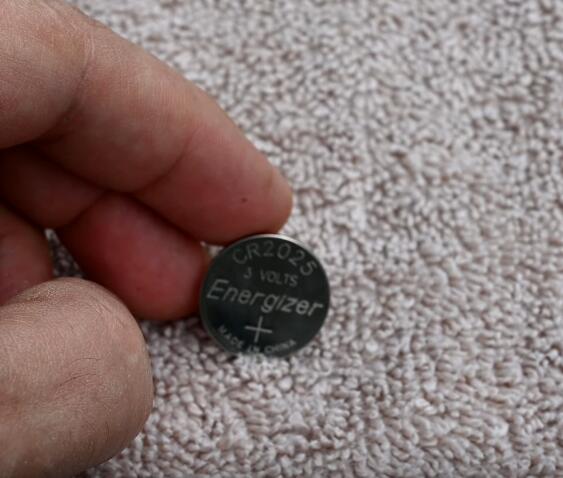 CR2025
3 VOLTS
Energizer
+
MADE IN CHINA